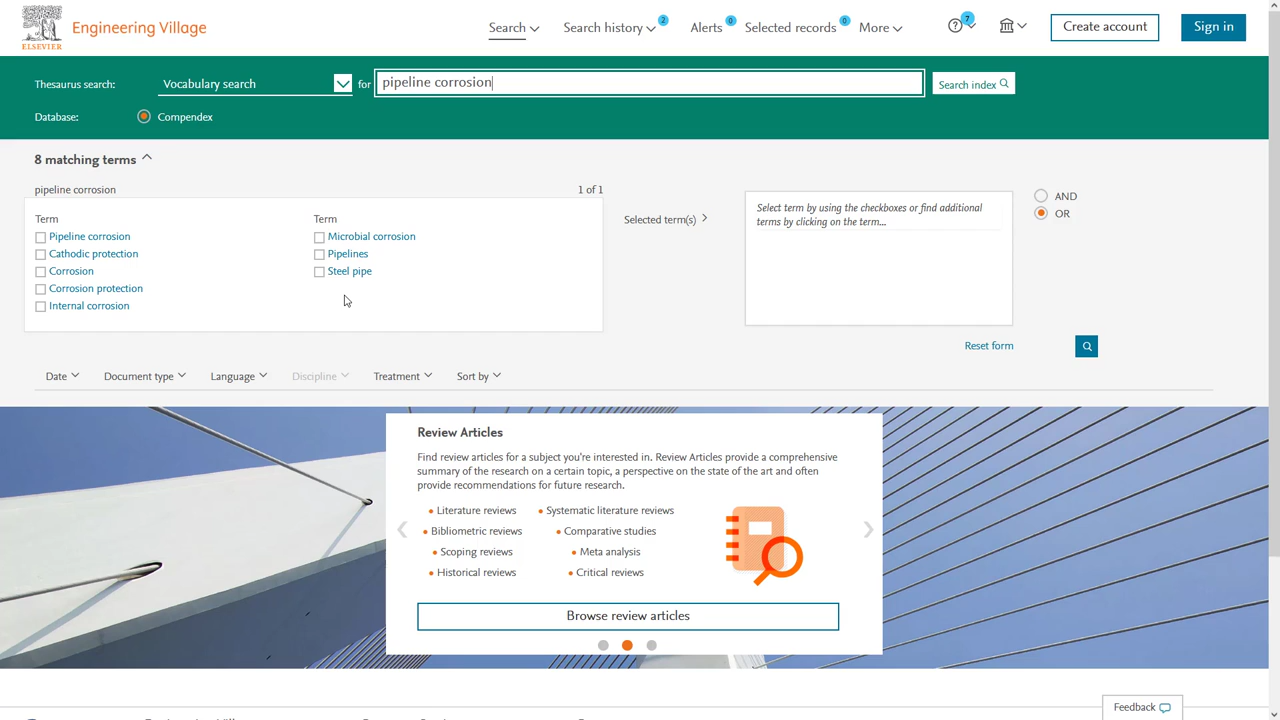 ELSEVIER
Engineering Village
Search
Search history
2
Alerts
0
Selected records
0
More
7
Create account
Sign in
Thesaurus search:
Vocabulary search
for
pipeline corrosion
Search index
Database:
Compendex
8 matching terms
pipeline corrosion
1 of 1
Term
Pipeline corrosion
Cathodic protection
Corrosion
Corrosion protection
Internal corrosion
Term
Microbial corrosion
Pipelines
Steel pipe
Selected term(s)
Select term by using the checkboxes or find additional
terms by clicking on the term...
AND
OR
Reset form
Date
Document type
Language
Discipline
Treatment
Sort by
Review Articles
Find review articles for a subject you're interested in. Review Articles provide a comprehensive
summary of the research on a certain topic, a perspective on the state of the art and often
provide recommendations for future research.
Literature reviews
Systematic literature reviews
Bibliometric reviews
Comparative studies
Scoping reviews
Meta analysis
Historical reviews
Critical reviews
Browse review articles
Feedback